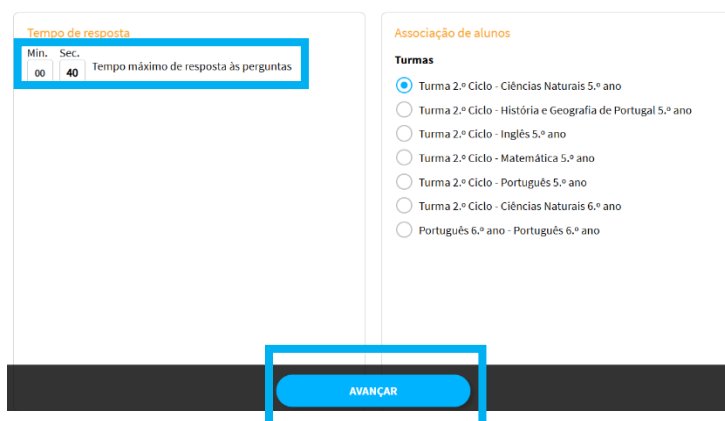 Tempo de resposta
Min. Sec.
00 40 Tempo máximo de resposta às perguntas
Associação de alunos
Turmas
Turma 2.º Ciclo - Ciências Naturais 5.º ano
Turma 2.º Ciclo - História e Geografia de Portugal 5.º ano
Turma 2.º Ciclo - Inglês 5.º ano
Turma 2.º Ciclo - Matemática 5.º ano
Turma 2.º Ciclo - Português 5.º ano
Turma 2.º Ciclo - Ciências Naturais 6.º ano
Português 6.º ano - Português 6.º ano
AVANÇAR